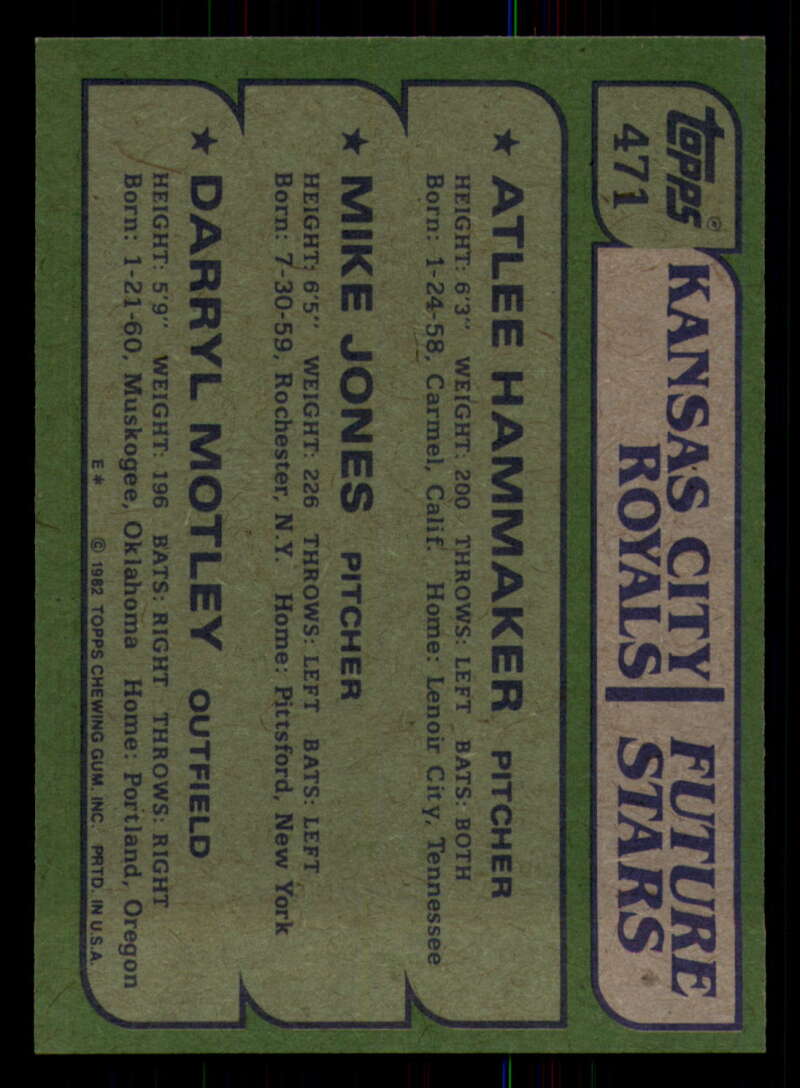 Topps®
471
KANSAS CITY
ROYALS
FUTURE
STARS
★ ATLEE HAMMAKER PITCHER
HEIGHT: 6'3" WEIGHT: 200 THROWS: LEFT BATS: BOTH
Born: 1-24-58, Carmel, Calif. Home: Lenoir City, Tennessee
★ MIKE JONES PITCHER
HEIGHT: 6'5" WEIGHT: 226 THROWS: LEFT BATS: LEFT
Born: 7-30-59, Rochester, N.Y. Home: Pittsford, New York
★ DARRYL MOTLEY OUTFIELD
HEIGHT: 5'9" WEIGHT: 196 BATS: RIGHT THROWS: RIGHT
Born: 1-21-60, Muskogee, Oklahoma Home: Portland, Oregon
E* © 1982 TOPPS CHEWING GUM, INC. PRTD. IN U.S.A.